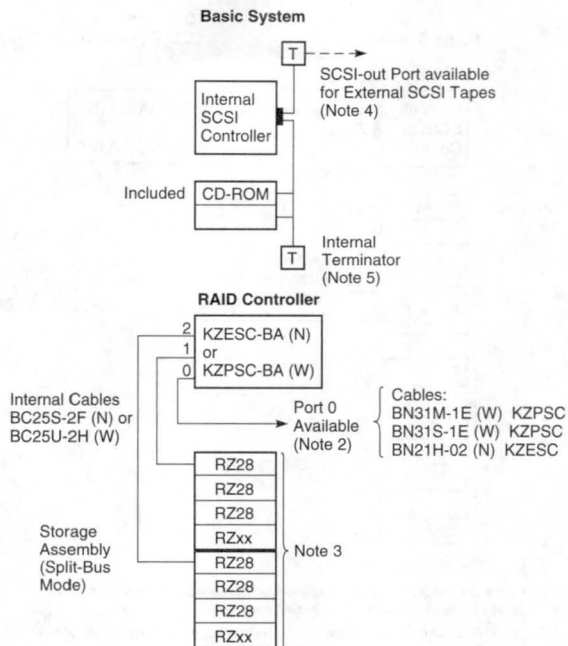 Basic System
T
SCSI-out Port available
for External SCSI Tapes
(Note 4)
Internal
SCSI
Controller
Included
CD-ROM
Internal
Terminator
(Note 5)
T
RAID Controller
2
1
0
KZESC-BA (N)
or
KZPSC-BA (W)
Internal Cables
BC25S-2F (N) or
BC25U-2H (W)
Port 0
Available
(Note 2)
Cables:
BN31M-1E (W) KZPSC
BN31S-1E (W) KZPSC
BN21H-02 (N) KZESC
RZ28
RZ28
RZ28
RZxx
RZ28
RZ28
RZ28
RZxx
Storage
Assembly
(Split-Bus
Mode)
Note 3